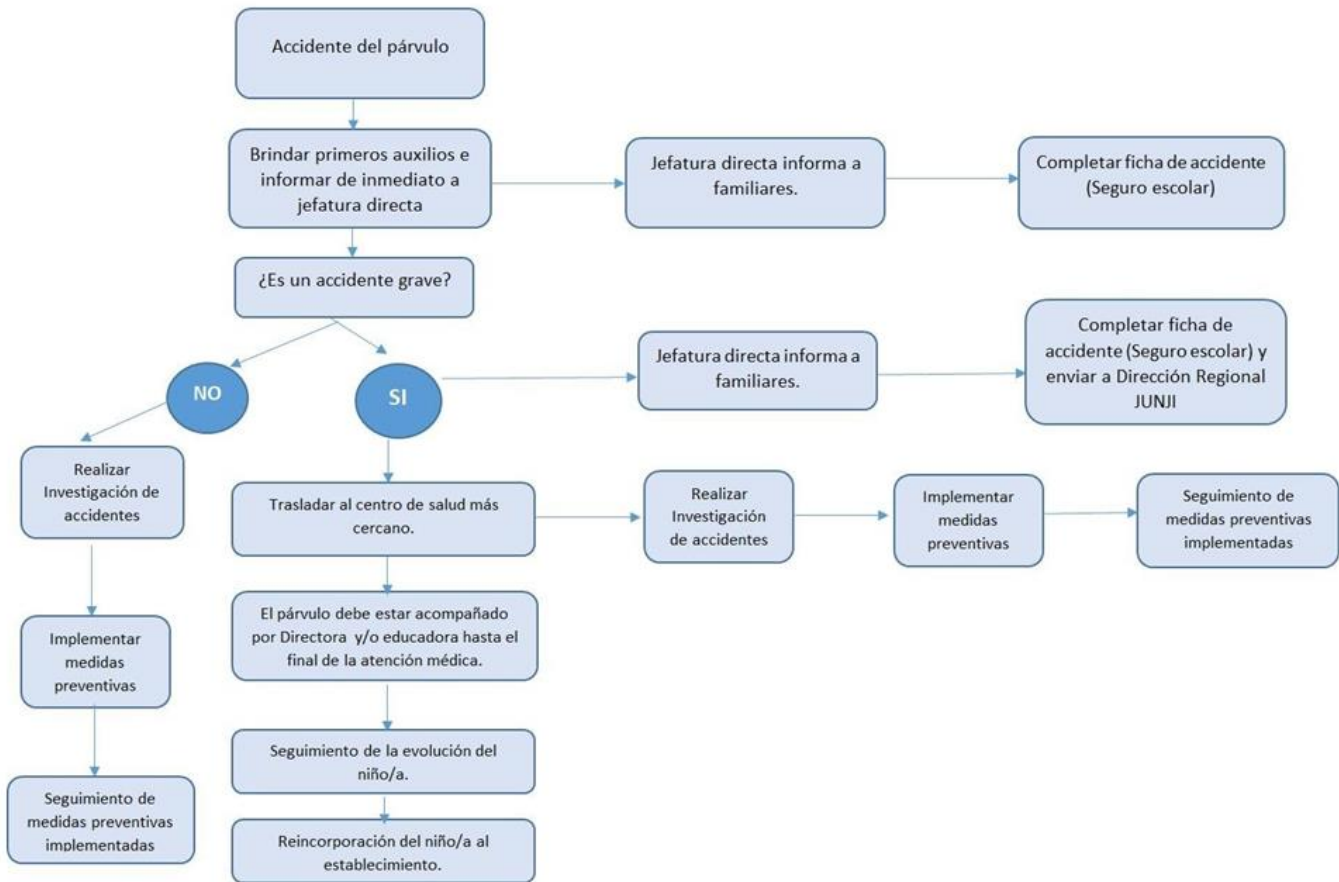 Accidente del párvulo
Brindar primeros auxilios e
informar de inmediato a
jefatura directa
Jefatura directa informa a
familiares.
Completar ficha de accidente
(Seguro escolar)
¿Es un accidente grave?
NO
SI
Jefatura directa informa a
familiares.
Completar ficha de
accidente (Seguro escolar) y
enviar a Dirección Regional
JUNJI
Realizar
Investigación de
accidentes
Trasladar al centro de salud más
cercano.
Realizar
Investigación
de accidentes
Implementar
medidas
preventivas
Seguimiento de
medidas preventivas
implementadas
El párvulo debe estar acompañado
por Directora y/o educadora hasta el
final de la atención médica.
Implementar
medidas
preventivas
Seguimiento de la evolución del
niño/a.
Seguimiento de
medidas preventivas
implementadas
Reincorporación del niño/a al
establecimiento.